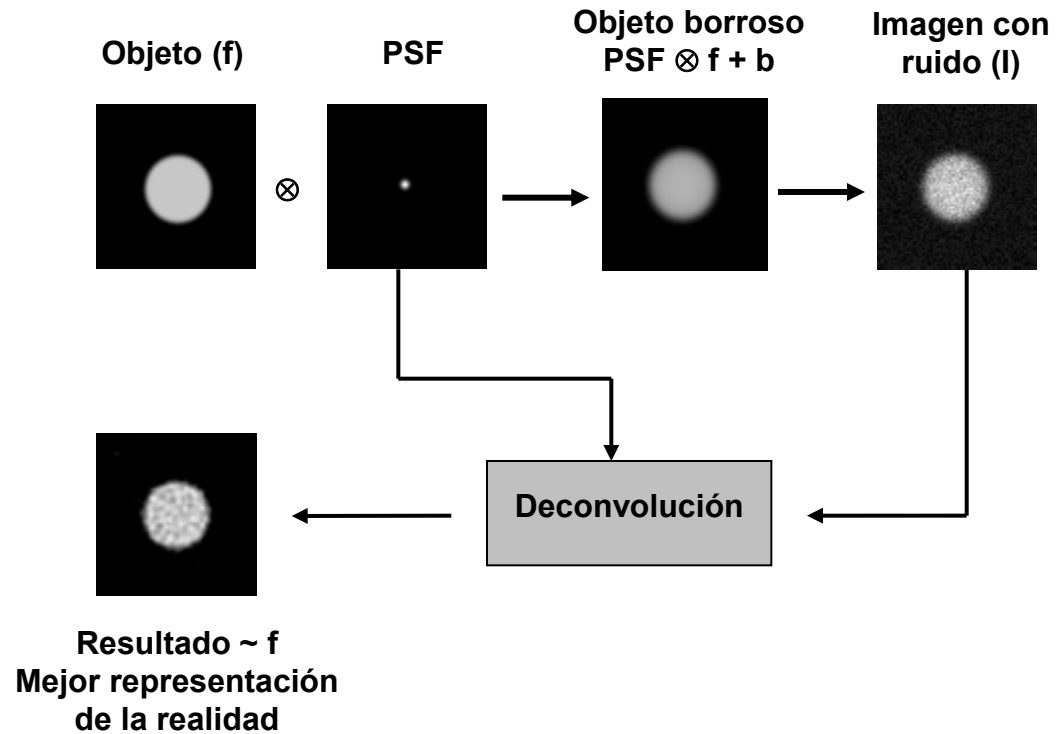 Objeto (f)
PSF
Objeto borroso
PSF ⊗ f + b
Imagen con
ruido (I)
⊗
Deconvolución
Resultado ~ f
Mejor representación
de la realidad